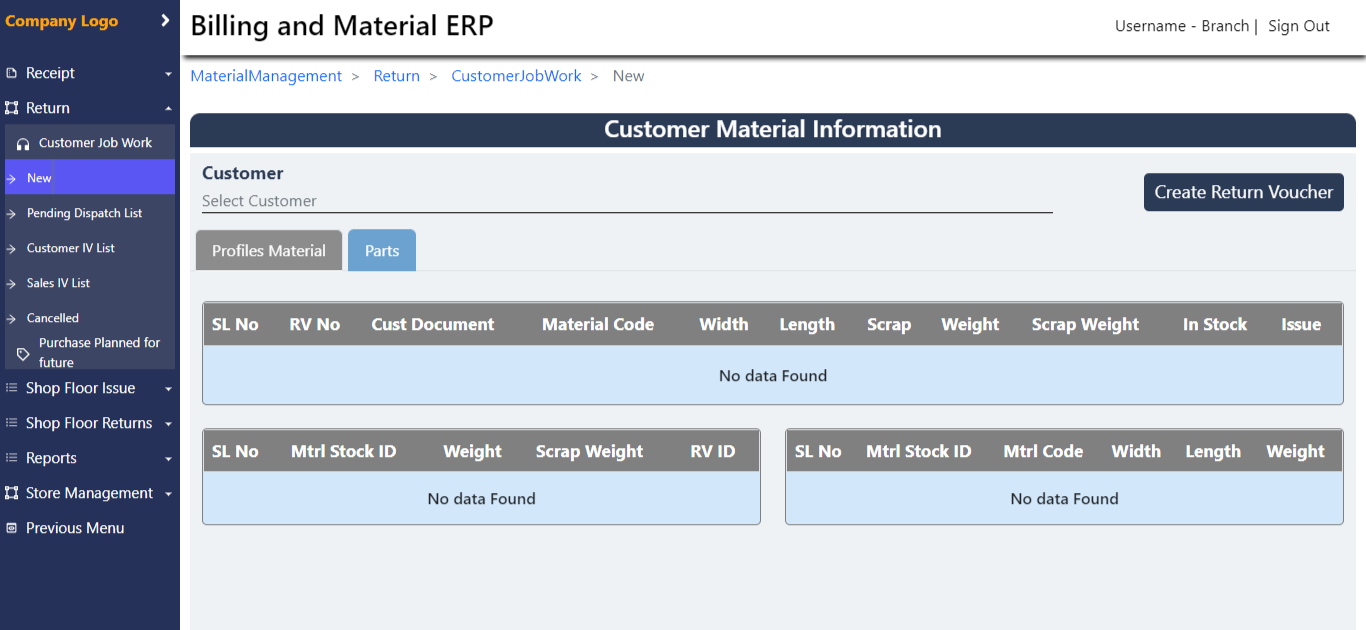 Company Logo
Billing and Material ERP
Username - Branch | Sign Out
MaterialManagement > Return > CustomerJobWork > New
Receipt
Return
Customer Job Work
New
Pending Dispatch List
Customer IV List
Sales IV List
Cancelled
Purchase Planned for
future
Shop Floor Issue
Shop Floor Returns
Reports
Store Management
Previous Menu
Customer Material Information
Customer
Select Customer
Create Return Voucher
Profiles Material
Parts
SL No RV No Cust Document Material Code Width Length Scrap Weight Scrap Weight In Stock Issue
No data Found
SL No Mtrl Stock ID Weight Scrap Weight RV ID
No data Found
SL No Mtrl Stock ID Mtrl Code Width Length Weight
No data Found